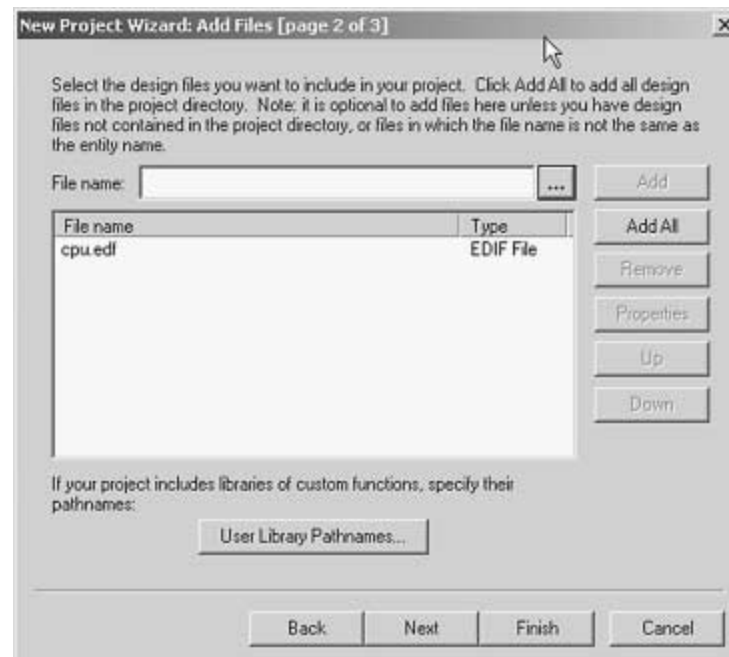 New Project Wizard: Add Files [page 2 of 3]
Select the design files you want to include in your project. Click Add All to add all design
files in the project directory. Note: it is optional to add files here unless you have design
files not contained in the project directory, or files in which the file name is not the same as
the entity name.
File name:
...
Add
File name
Type
Add All
cpu.edf
EDIF File
Remove
Properties
Up
Down
If your project includes libraries of custom functions, specify their
pathnames:
User Library Pathnames...
Back
Next
Finish
Cancel